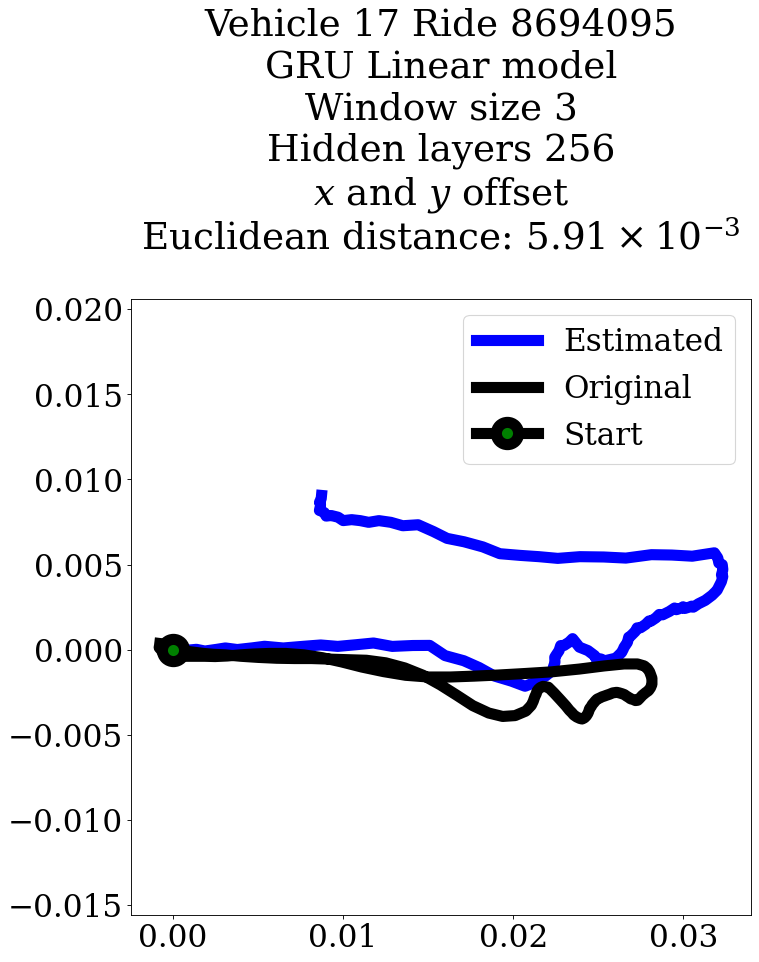 Vehicle 17 Ride 8694095
GRU Linear model
Window size 3
Hidden layers 256
x and y offset
Euclidean distance: 5.91 × 10⁻³
Estimated
Original
Start
0.020
0.015
0.010
0.005
0.000
−0.005
−0.010
−0.015
0.00 0.01 0.02 0.03